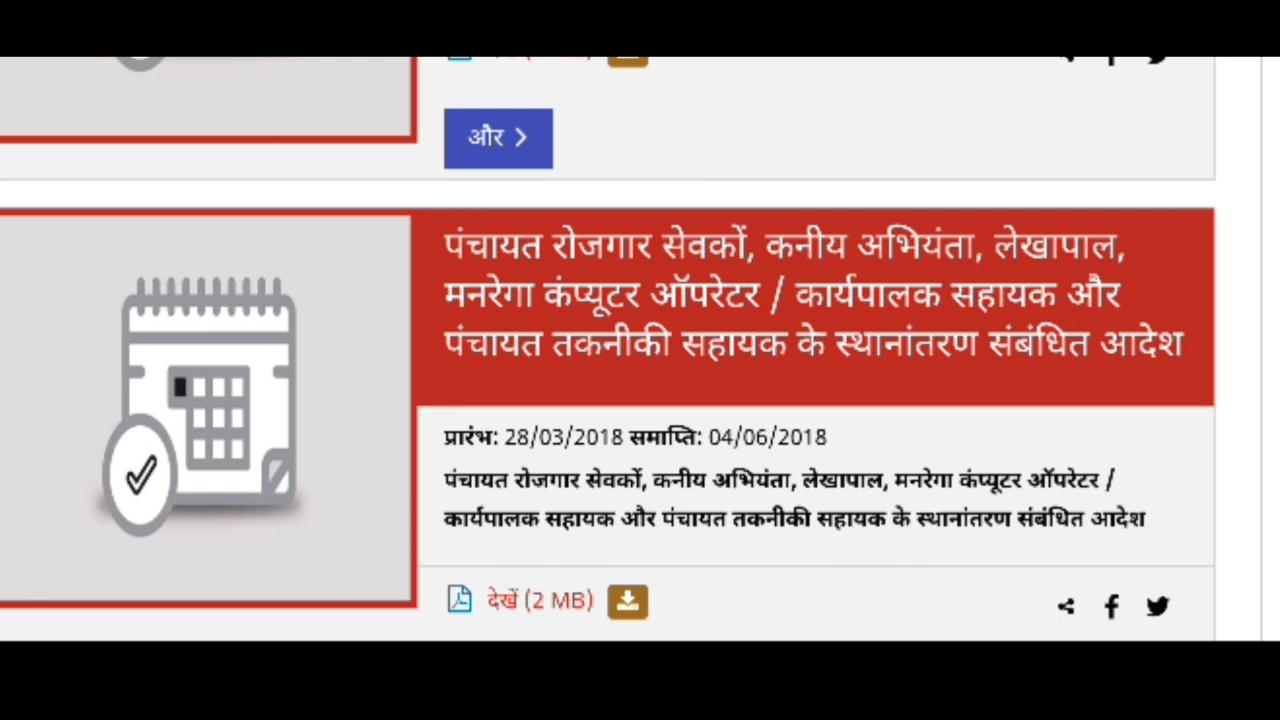 और
पंचायत रोजगार सेवकों, कनीय अभियंता, लेखापाल,
मनरेगा कंप्यूटर ऑपरेटर / कार्यपालक सहायक और
पंचायत तकनीकी सहायक के स्थानांतरण संबंधित आदेश
प्रारंभ: 28/03/2018 समाप्ति: 04/06/2018
पंचायत रोजगार सेवकों, कनीय अभियंता, लेखापाल, मनरेगा कंप्यूटर ऑपरेटर /
कार्यपालक सहायक और पंचायत तकनीकी सहायक के स्थानांतरण संबंधित आदेश
देखें (2 MB)